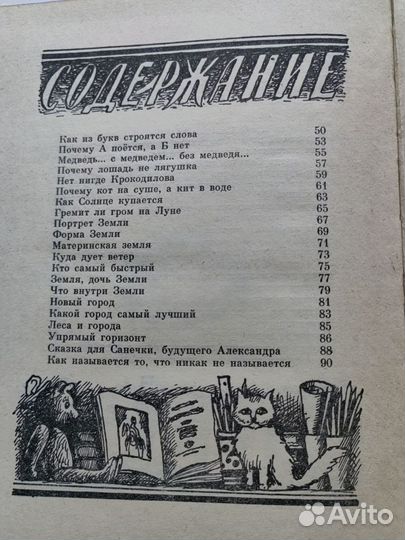 СОДЕРЖАНИЕ
Как из букв строятся слова 50
Почему А поётся, а Б нет 53
Медведь... с медведем... без медведя... 55
Почему лошадь не лягушка 57
Нет нигде Крокодилова 59
Почему кот на суше, а кит в воде 61
Как Солнце купается 63
Гремит ли гром на Луне 65
Портрет Земли 67
Форма Земли 69
Материнская земля 71
Куда дует ветер 73
Кто самый быстрый 75
Земля, дочь Земли 77
Что внутри Земли 79
Новый город 81
Какой город самый лучший 83
Леса и города 85
Упрямый горизонт 86
Сказка для Санечки, будущего Александра 88
Как называется то, что никак не называется 90
Avito